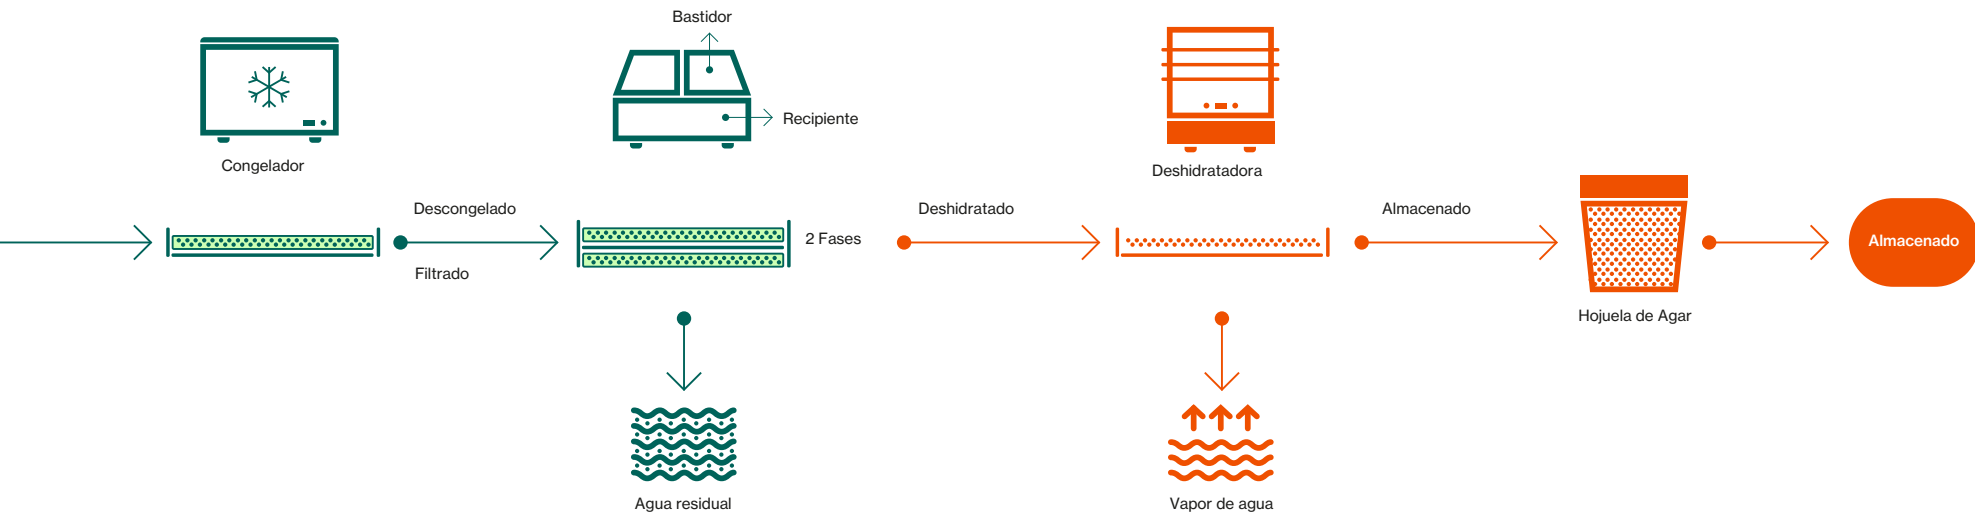 Bastidor
Recipiente
Congelador
Deshidratadora
Descongelado
Filtrado
2 Fases
Deshidratado
Almacenado
Almacenado
Hojuela de Agar
Agua residual
Vapor de agua